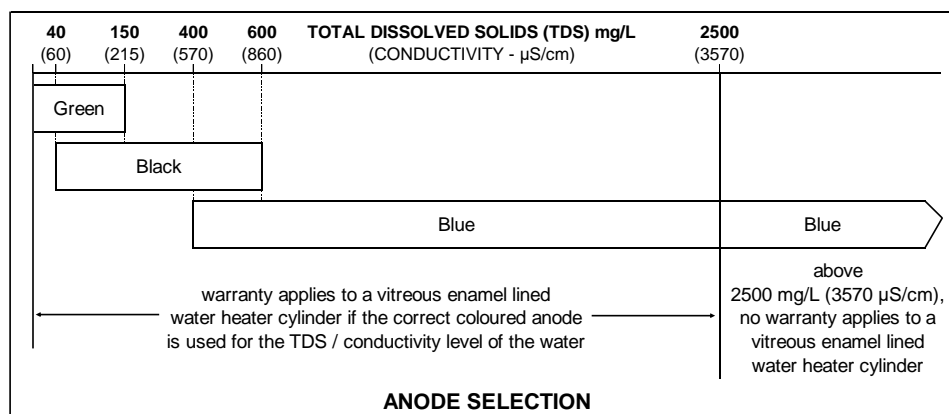 40 150 400 600 TOTAL DISSOLVED SOLIDS (TDS) mg/L 2500
(60) (215) (570) (860) (CONDUCTIVITY - µS/cm) (3570)
Green
Black
Blue Blue
warranty applies to a vitreous enamel lined
water heater cylinder if the correct coloured anode
is used for the TDS / conductivity level of the water
above
2500 mg/L (3570 µS/cm),
no warranty applies to a
vitreous enamel lined
water heater cylinder
ANODE SELECTION